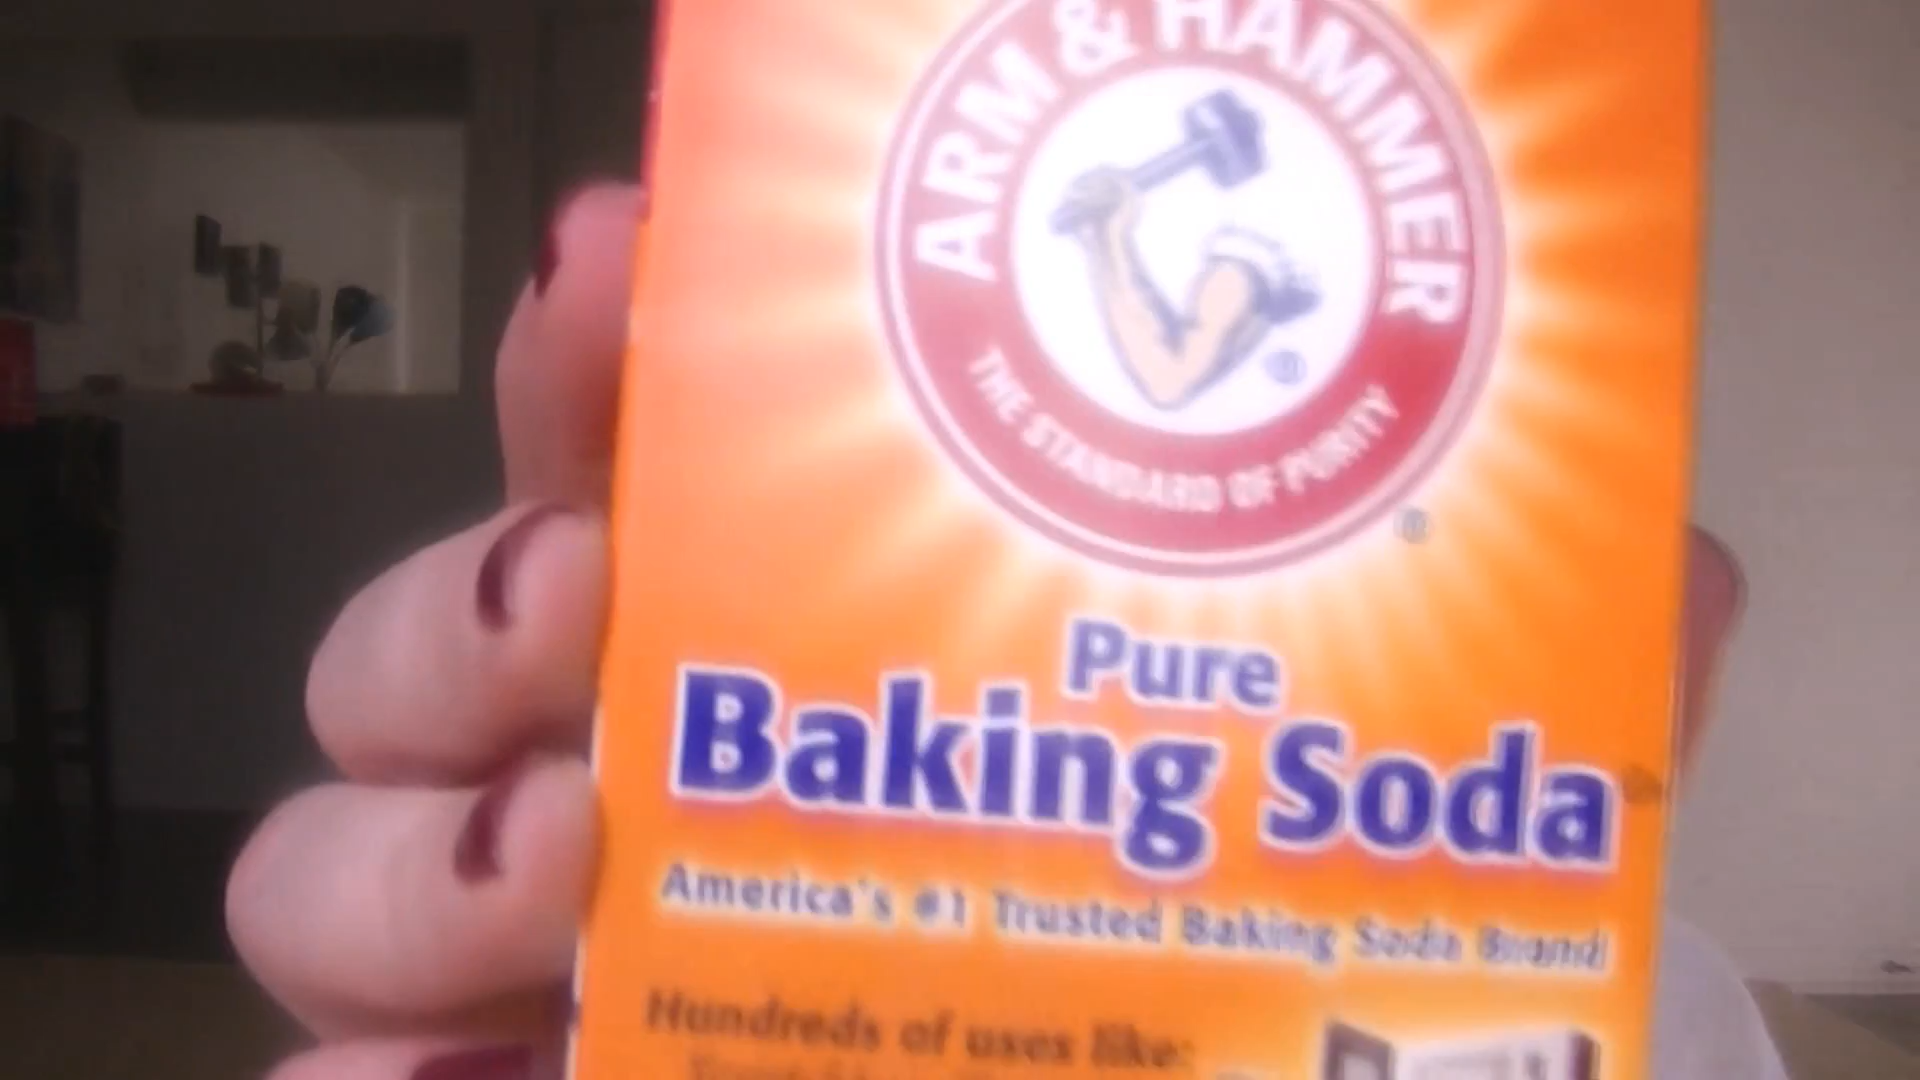 ARM & HAMMER
THE STANDARD OF PURITY
®
®
Pure
Baking Soda
America's #1 Trusted Baking Soda Brand
Hundreds of uses like: